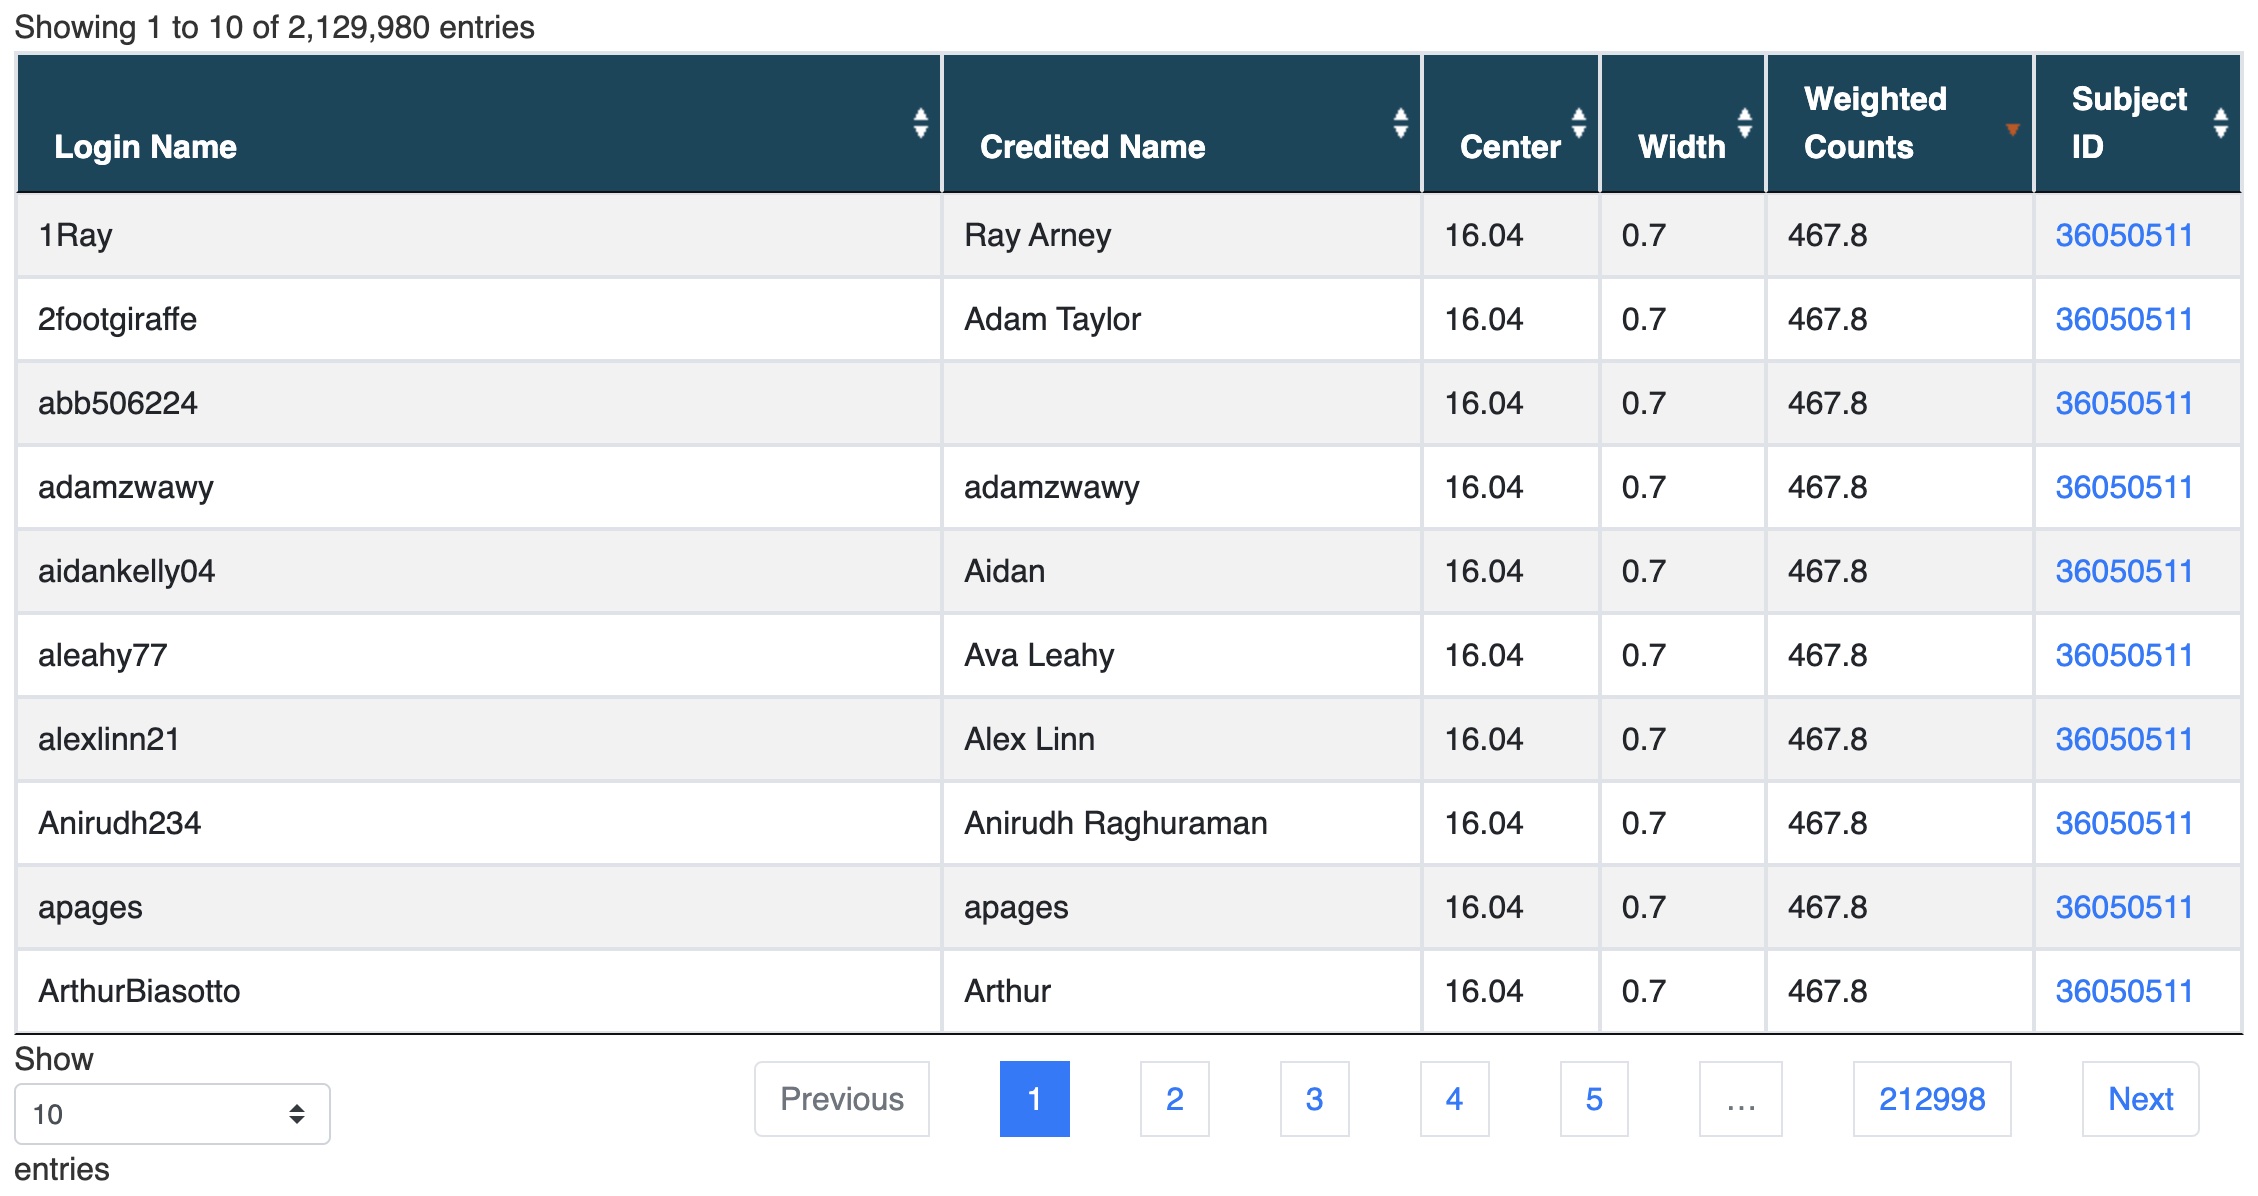 Showing 1 to 10 of 2,129,980 entries
Login Name Credited Name Center Width Weighted Counts Subject ID
1Ray Ray Arney 16.04 0.7 467.8 36050511
2footgiraffe Adam Taylor 16.04 0.7 467.8 36050511
abb506224 16.04 0.7 467.8 36050511
adamzwawy adamzwawy 16.04 0.7 467.8 36050511
aidankelly04 Aidan 16.04 0.7 467.8 36050511
aleahy77 Ava Leahy 16.04 0.7 467.8 36050511
alexlinn21 Alex Linn 16.04 0.7 467.8 36050511
Anirudh234 Anirudh Raghuraman 16.04 0.7 467.8 36050511
apages apages 16.04 0.7 467.8 36050511
ArthurBiasotto Arthur 16.04 0.7 467.8 36050511
Show
10
entries
Previous 1 2 3 4 5 … 212998 Next